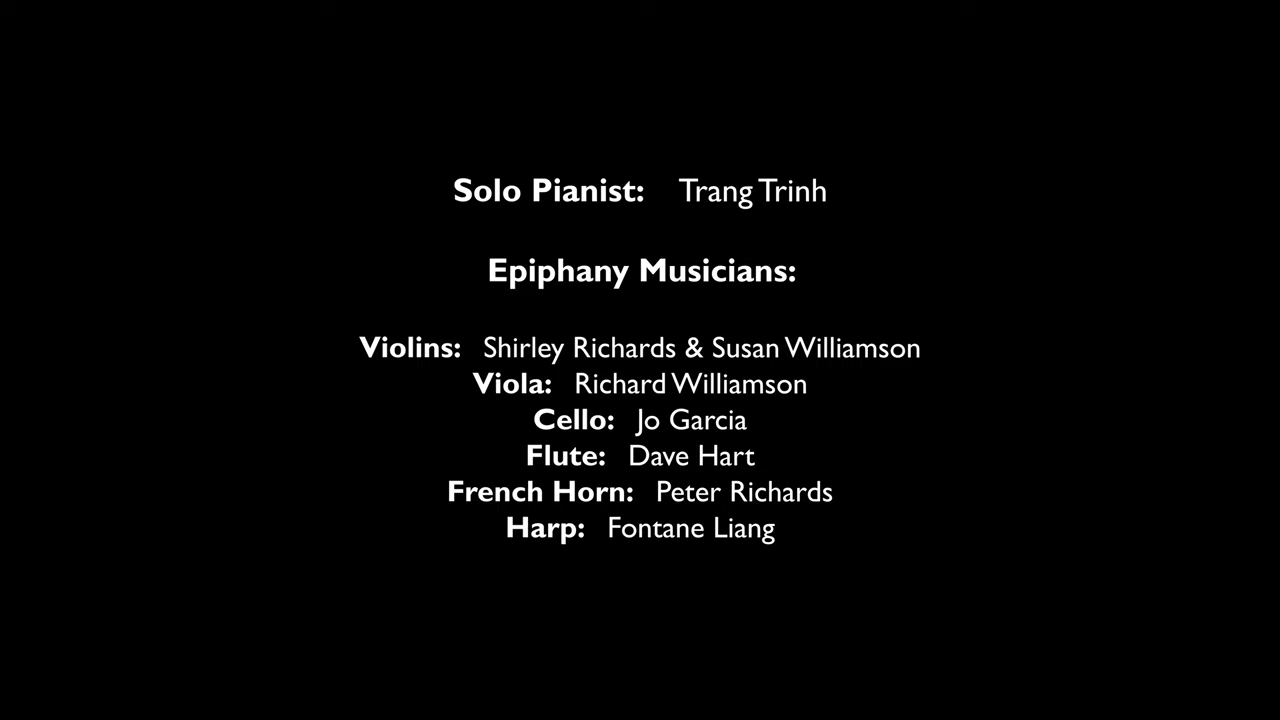 Solo Pianist: Trang Trinh
Epiphany Musicians:
Violins: Shirley Richards & Susan Williamson
Viola: Richard Williamson
Cello: Jo Garcia
Flute: Dave Hart
French Horn: Peter Richards
Harp: Fontane Liang